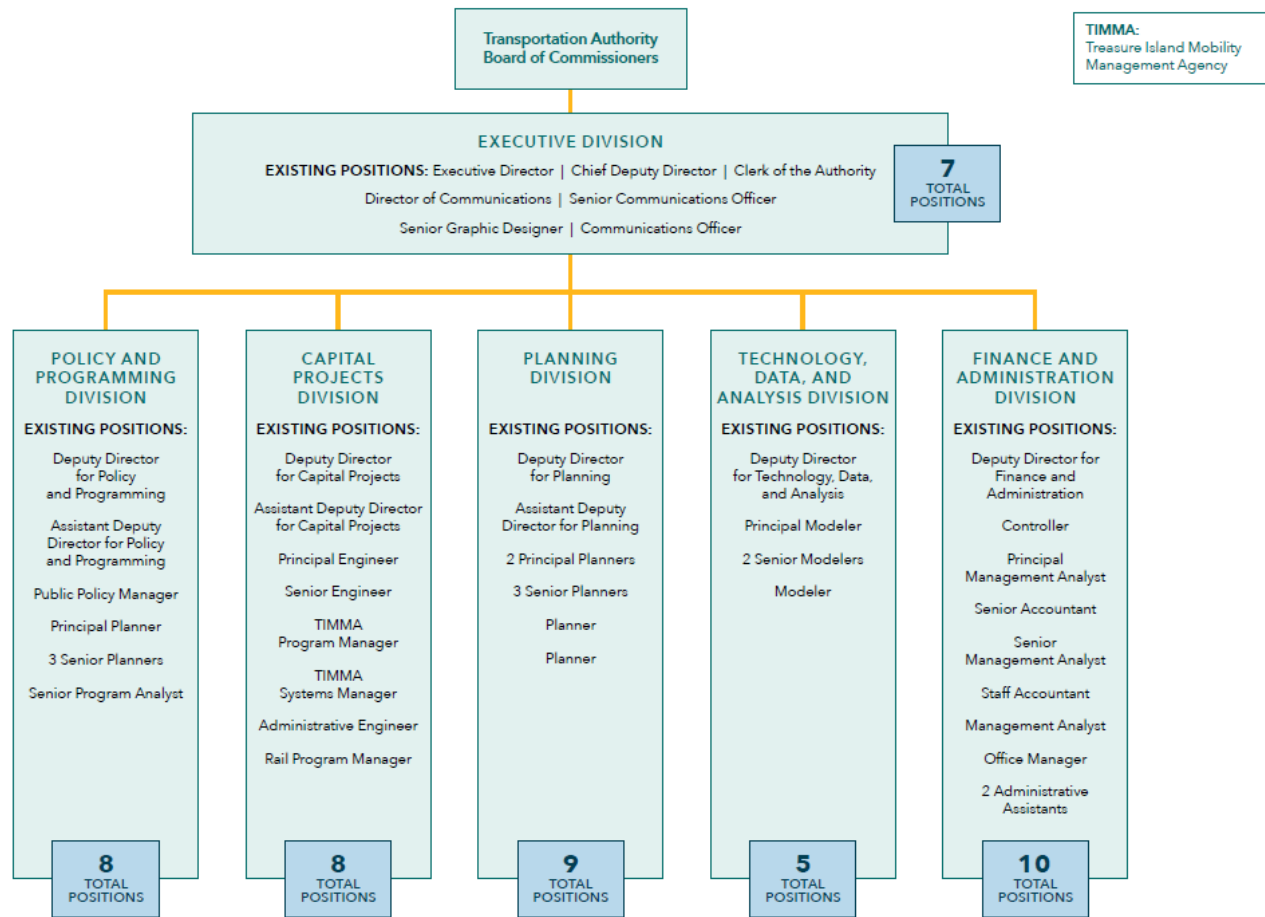 Transportation Authority
Board of Commissioners
TIMMA:
Treasure Island Mobility
Management Agency
EXECUTIVE DIVISION
EXISTING POSITIONS: Executive Director | Chief Deputy Director | Clerk of the Authority
Director of Communications | Senior Communications Officer
Senior Graphic Designer | Communications Officer
7
TOTAL
POSITIONS
POLICY AND
PROGRAMMING
DIVISION
EXISTING POSITIONS:
Deputy Director
for Policy
and Programming
Assistant Deputy
Director for Policy
and Programming
Public Policy Manager
Principal Planner
3 Senior Planners
Senior Program Analyst
8
TOTAL
POSITIONS
CAPITAL
PROJECTS
DIVISION
EXISTING POSITIONS:
Deputy Director
for Capital Projects
Assistant Deputy Director
for Capital Projects
Principal Engineer
Senior Engineer
TIMMA
Program Manager
TIMMA
Systems Manager
Administrative Engineer
Rail Program Manager
8
TOTAL
POSITIONS
PLANNING
DIVISION
EXISTING POSITIONS:
Deputy Director
for Planning
Assistant Deputy
Director for Planning
2 Principal Planners
3 Senior Planners
Planner
Planner
9
TOTAL
POSITIONS
TECHNOLOGY,
DATA, AND
ANALYSIS DIVISION
EXISTING POSITIONS:
Deputy Director
for Technology, Data,
and Analysis
Principal Modeler
2 Senior Modelers
Modeler
5
TOTAL
POSITIONS
FINANCE AND
ADMINISTRATION
DIVISION
EXISTING POSITIONS:
Deputy Director for
Finance and
Administration
Controller
Principal
Management Analyst
Senior Accountant
Senior
Management Analyst
Staff Accountant
Management Analyst
Office Manager
2 Administrative
Assistants
10
TOTAL
POSITIONS